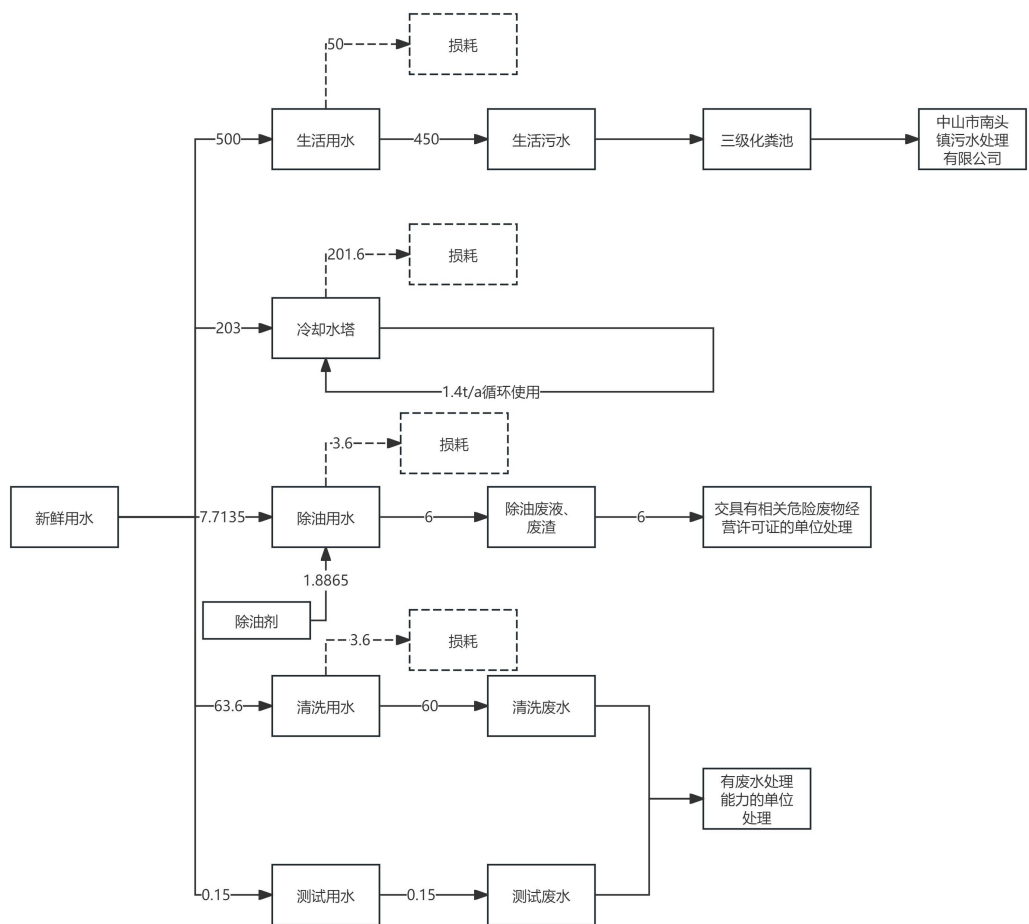 50
损耗
500
生活用水
450
生活污水
三级化粪池
中山市南头
镇污水处理
有限公司
201.6
损耗
203
冷却水塔
1.4t/a循环使用
3.6
损耗
新鲜用水
7.7135
除油用水
6
除油废液、
废渣
6
交具有相关危险废物经
营许可证的单位处理
1.8865
除油剂
3.6
损耗
63.6
清洗用水
60
清洗废水
有废水处理
能力的单位
处理
0.15
测试用水
0.15
测试废水